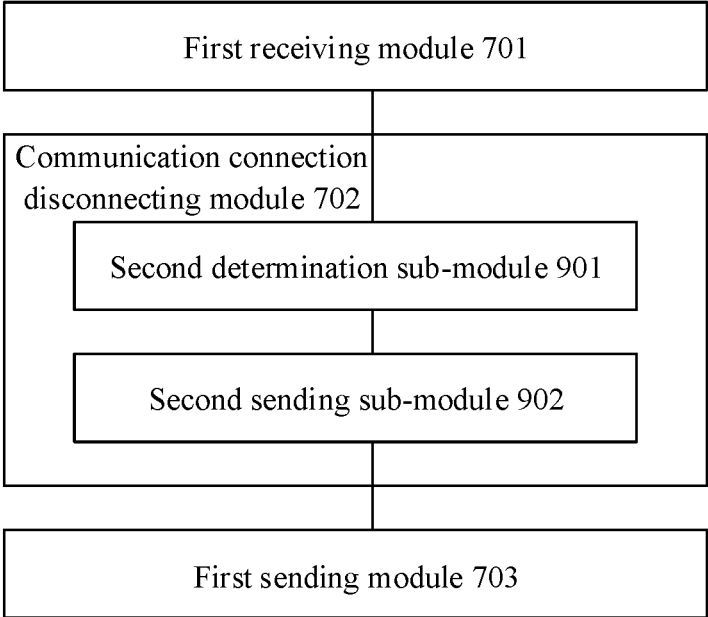 First receiving module 701
Communication connection
disconnecting module 702
Second determination sub-module 901
Second sending sub-module 902
First sending module 703